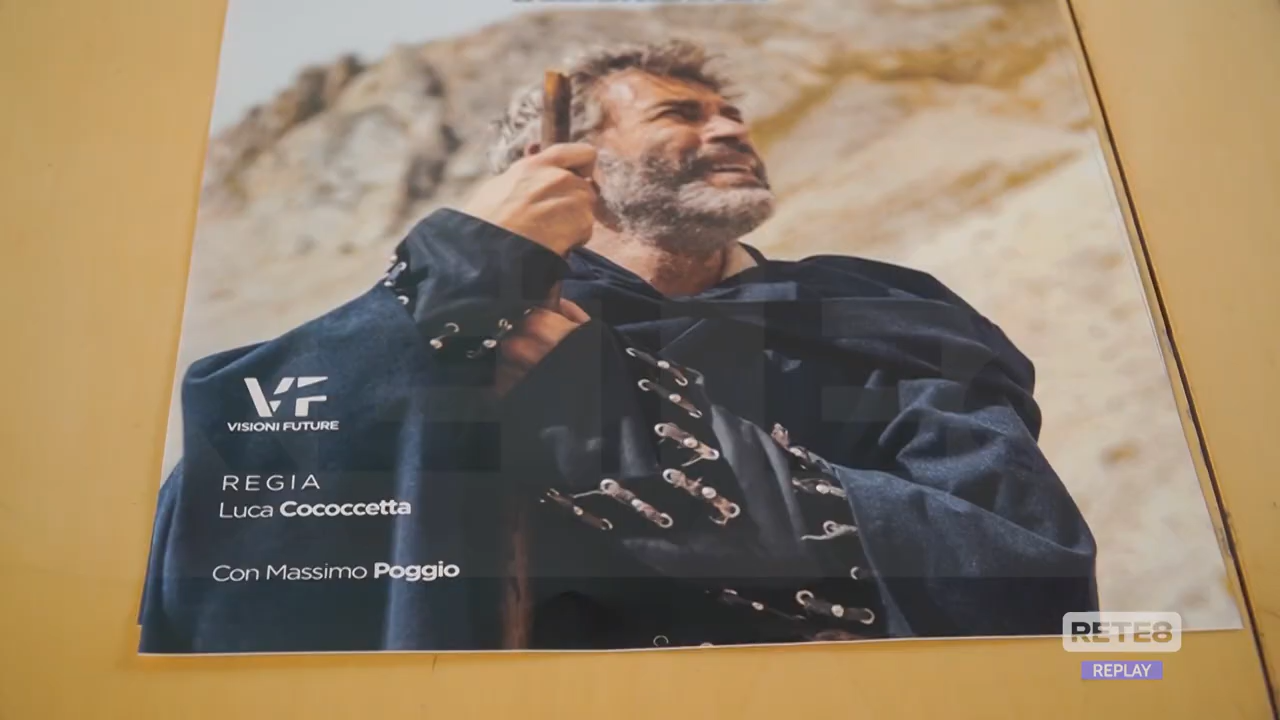 VF
VISIONI FUTURE
REGIA
Luca Cococcetta
Con Massimo Poggio
RETE8
REPLAY